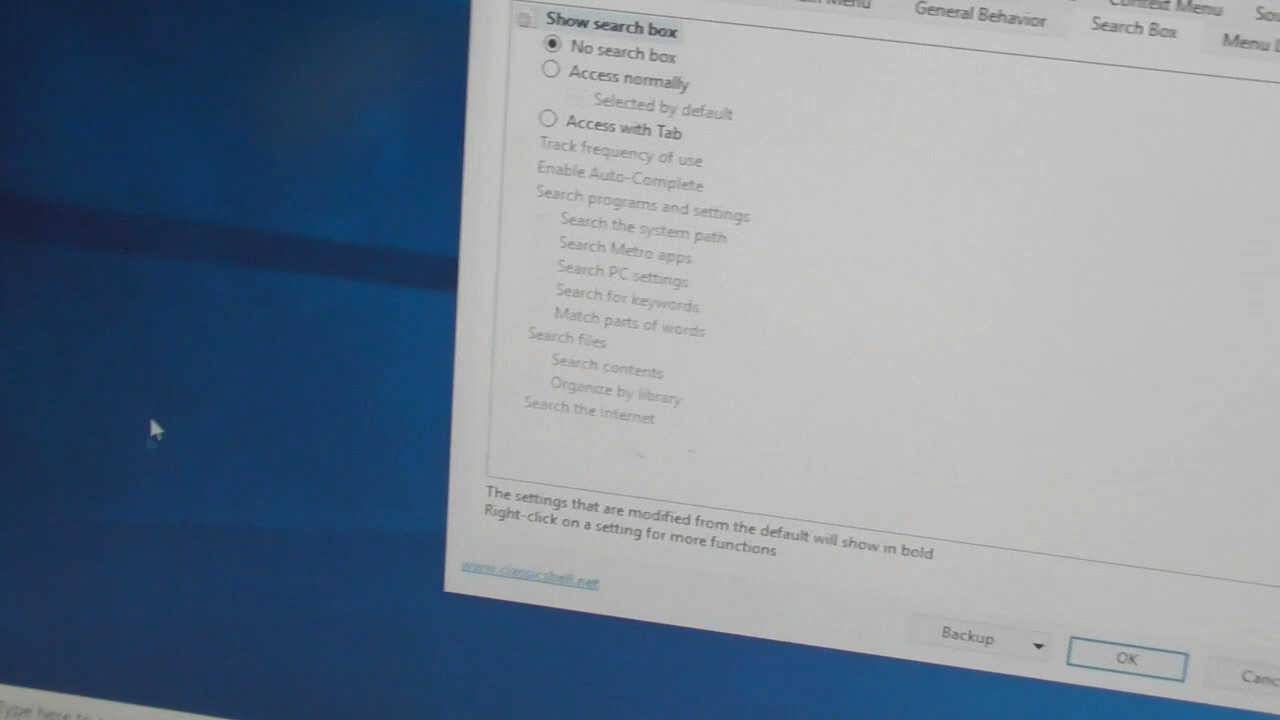 Menu
General Behavior
Context Menu
Search Box
Menu
Show search box
No search box
Access normally
Selected by default
Access with Tab
Track frequency of use
Enable Auto-Complete
Search programs and settings
Search the system path
Search Metro apps
Search PC settings
Search for keywords
Match parts of words
Search files
Search contents
Organize by library
Search the internet
The settings that are modified from the default will show in bold
Right-click on a setting for more functions
www.classicshell.net
Backup
OK
Type here